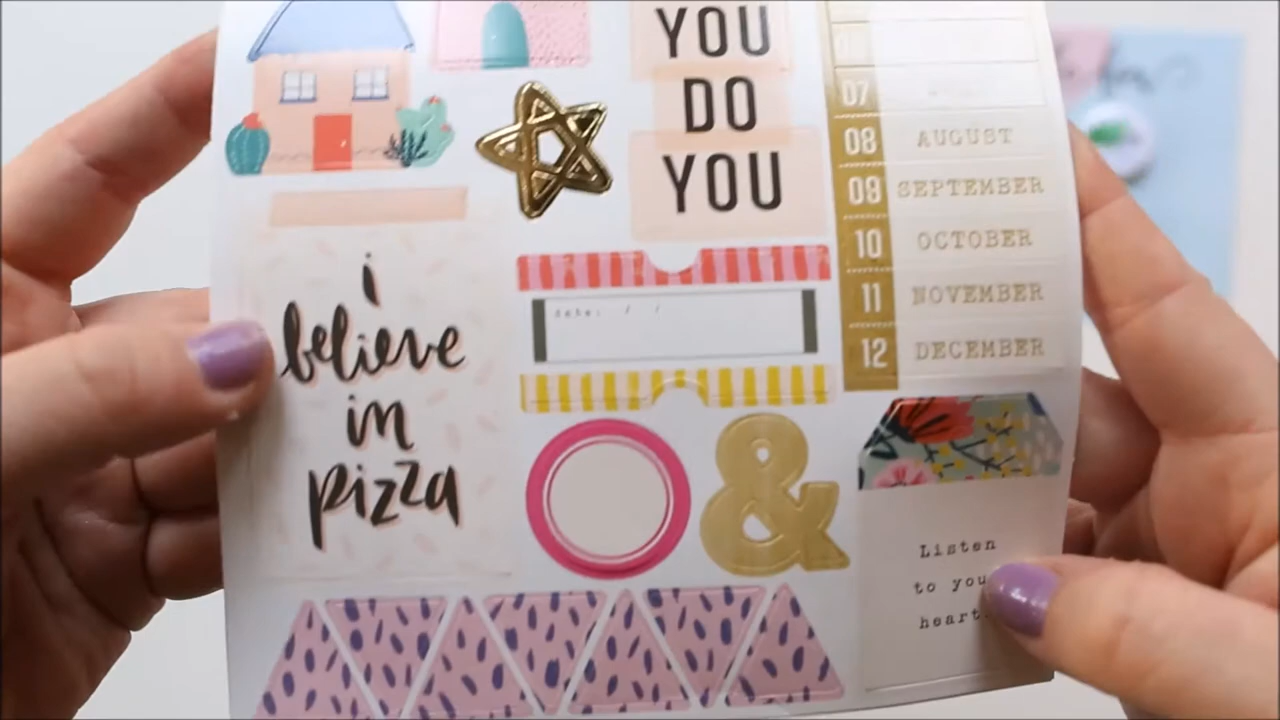 YOU
DO
YOU
07
08 AUGUST
09 SEPTEMBER
10 OCTOBER
11 NOVEMBER
12 DECEMBER
i
believe
in
pizza
date: / /
&
Listen
to you
heart.